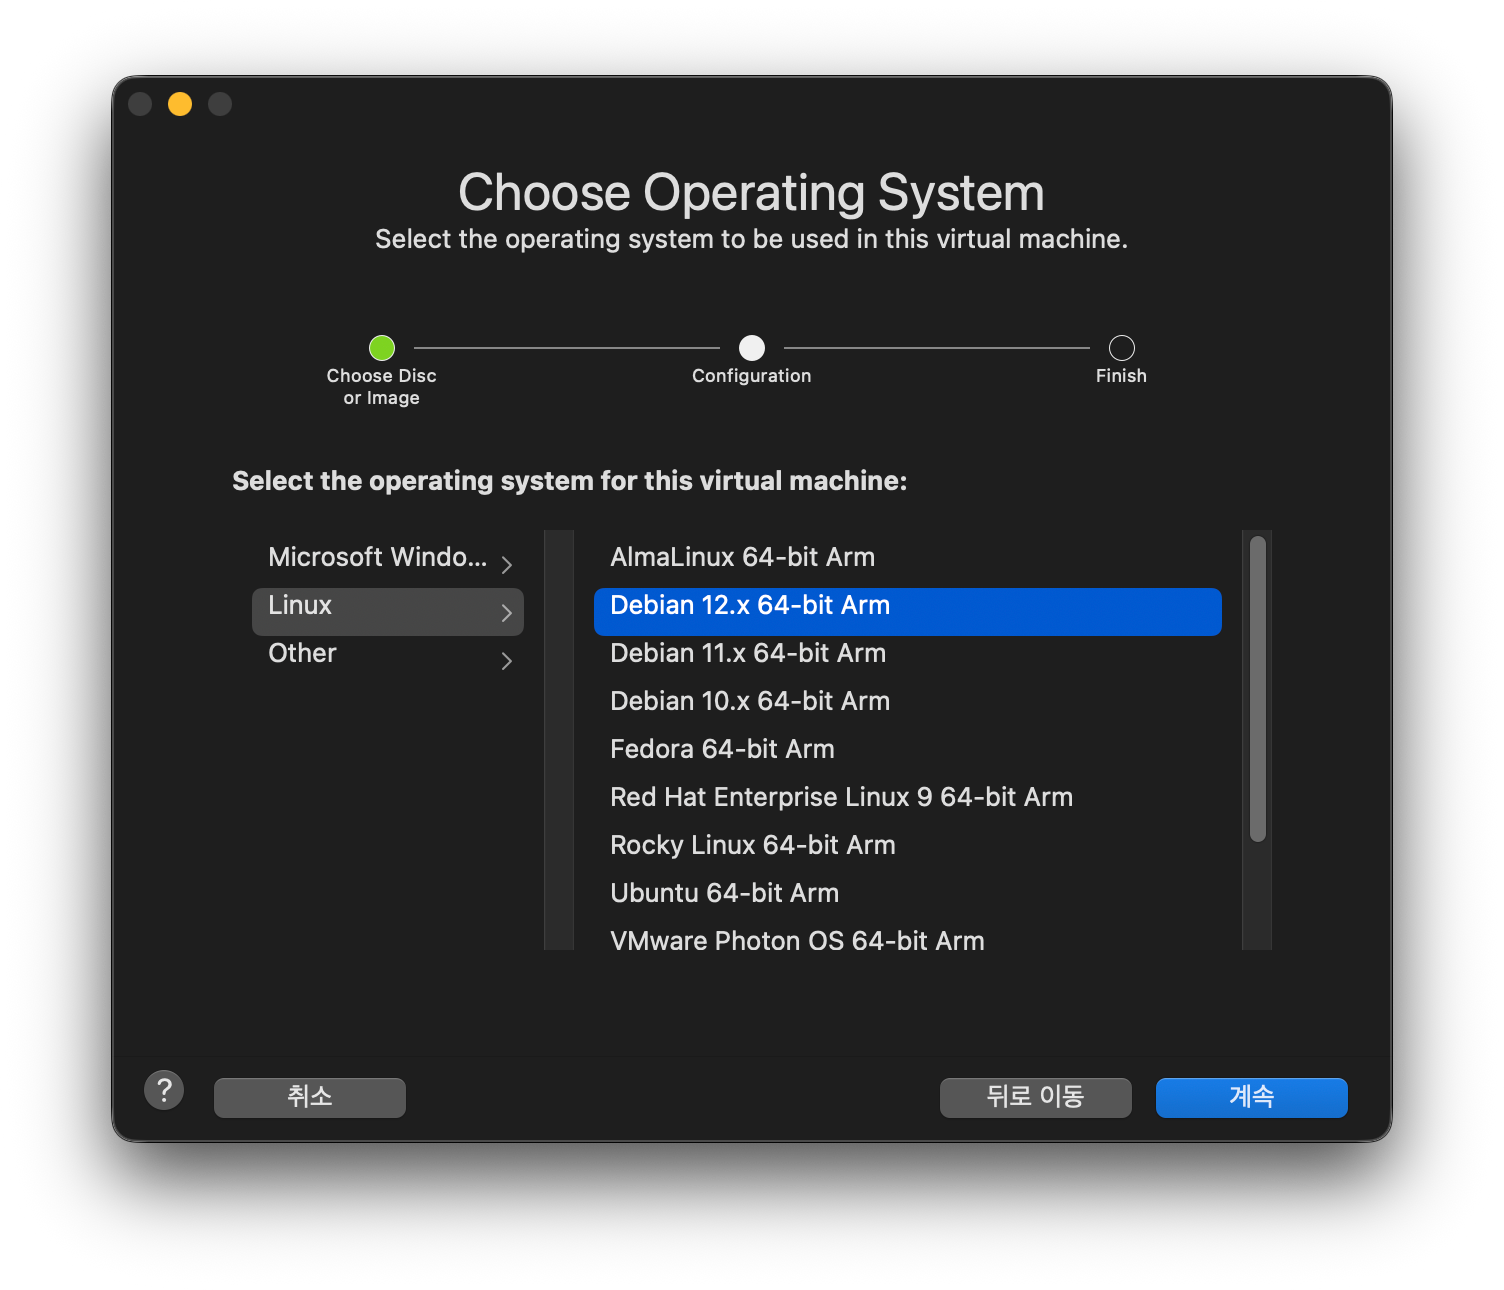 Choose Operating System
Select the operating system to be used in this virtual machine.
Choose Disc
or Image
Configuration
Finish
Select the operating system for this virtual machine:
Microsoft Windo...
Linux
Other
AlmaLinux 64-bit Arm
Debian 12.x 64-bit Arm
Debian 11.x 64-bit Arm
Debian 10.x 64-bit Arm
Fedora 64-bit Arm
Red Hat Enterprise Linux 9 64-bit Arm
Rocky Linux 64-bit Arm
Ubuntu 64-bit Arm
VMware Photon OS 64-bit Arm
?
취소
뒤로 이동
계속